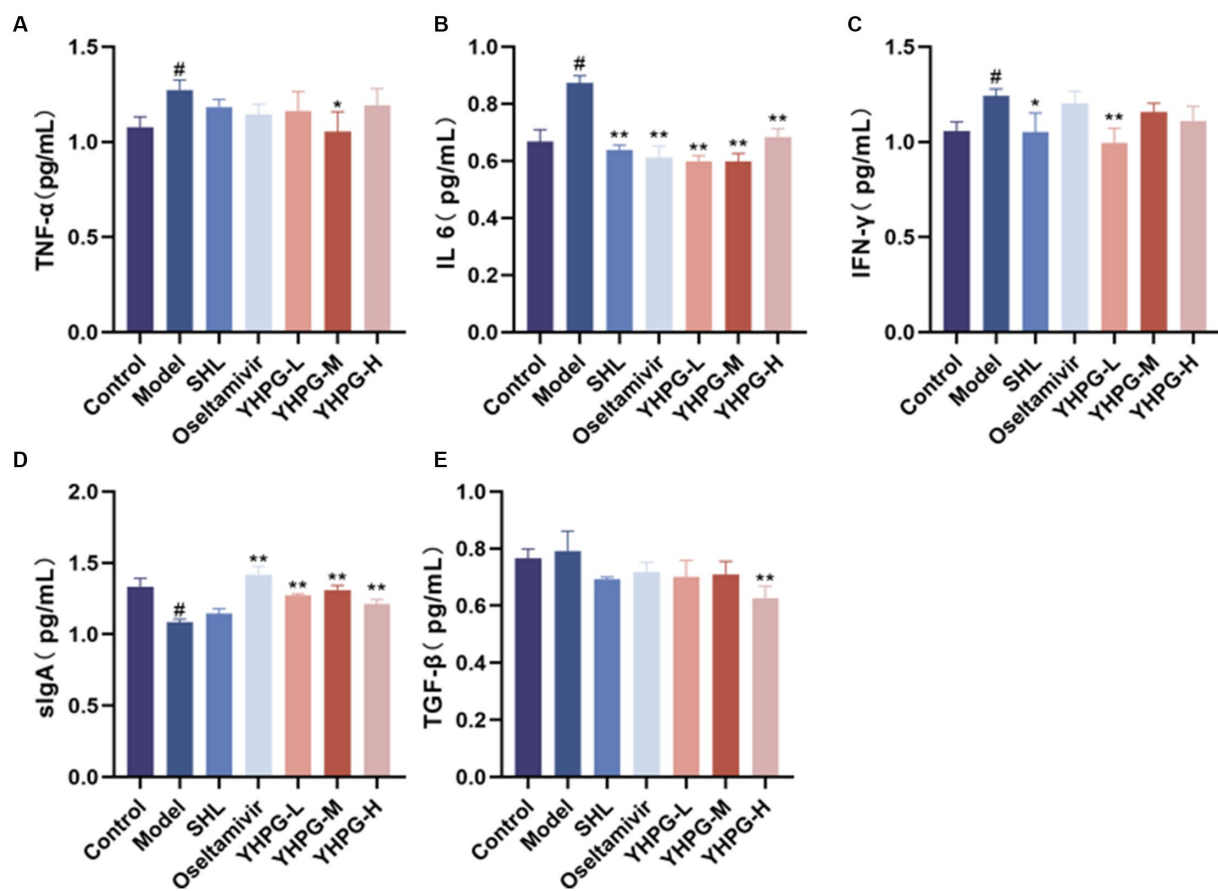 A
TNF-α( pg/mL)
1.5
1.0
0.5
0.0
#
*
Control
Model
SHL
Oseltamivir
YHPG-L
YHPG-M
YHPG-H
B
IL 6( pg/mL)
1.0
0.8
0.6
0.4
0.2
0.0
#
**
**
**
**
**
Control
Model
SHL
Oseltamivir
YHPG-L
YHPG-M
YHPG-H
C
IFN-γ( pg/mL)
1.5
1.0
0.5
0.0
#
*
**
Control
Model
SHL
Oseltamivir
YHPG-L
YHPG-M
YHPG-H
D
sIgA( pg/mL)
2.0
1.5
1.0
0.5
0.0
#
**
**
**
**
Control
Model
SHL
Oseltamivir
YHPG-L
YHPG-M
YHPG-H
E
TGF-β( pg/mL)
1.0
0.8
0.6
0.4
0.2
0.0
**
Control
Model
SHL
Oseltamivir
YHPG-L
YHPG-M
YHPG-H